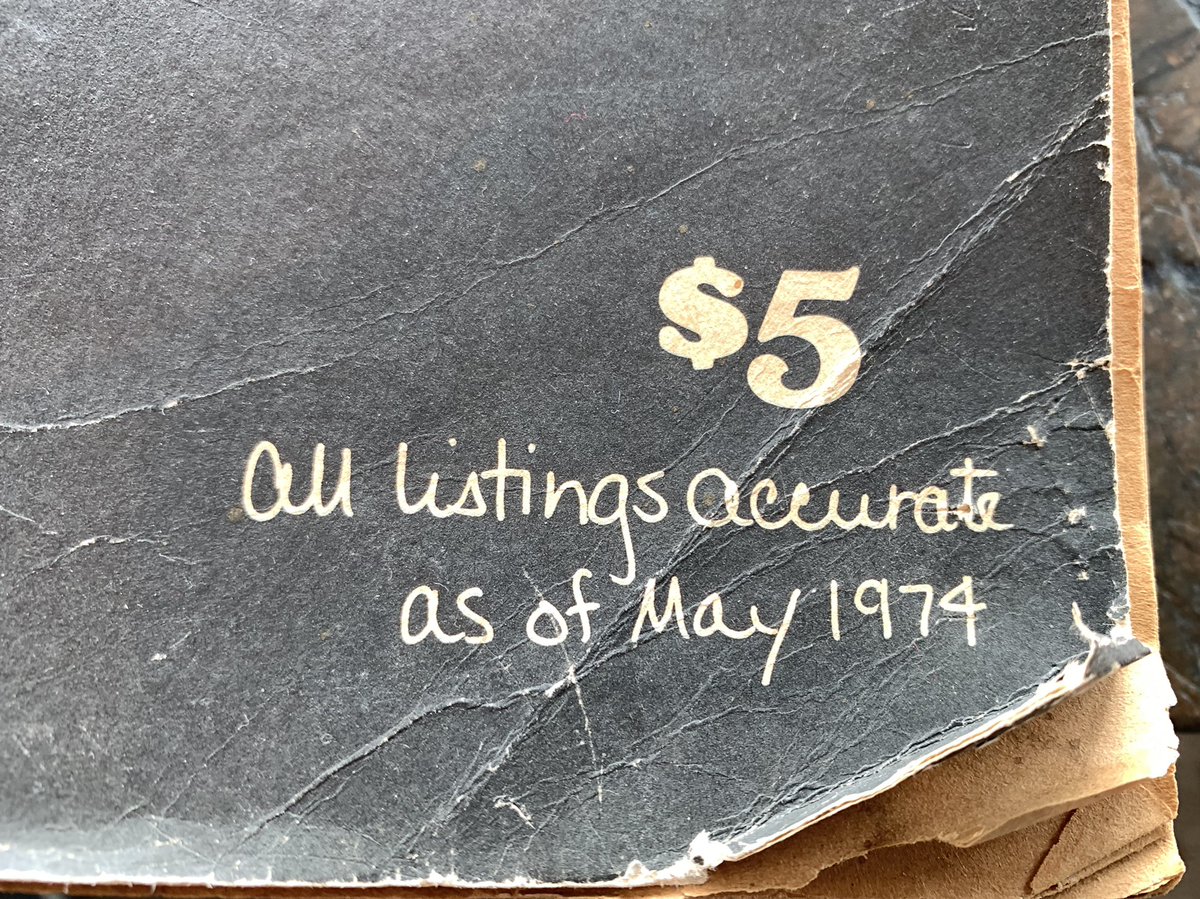 $5
All listings accurate
as of May 1974